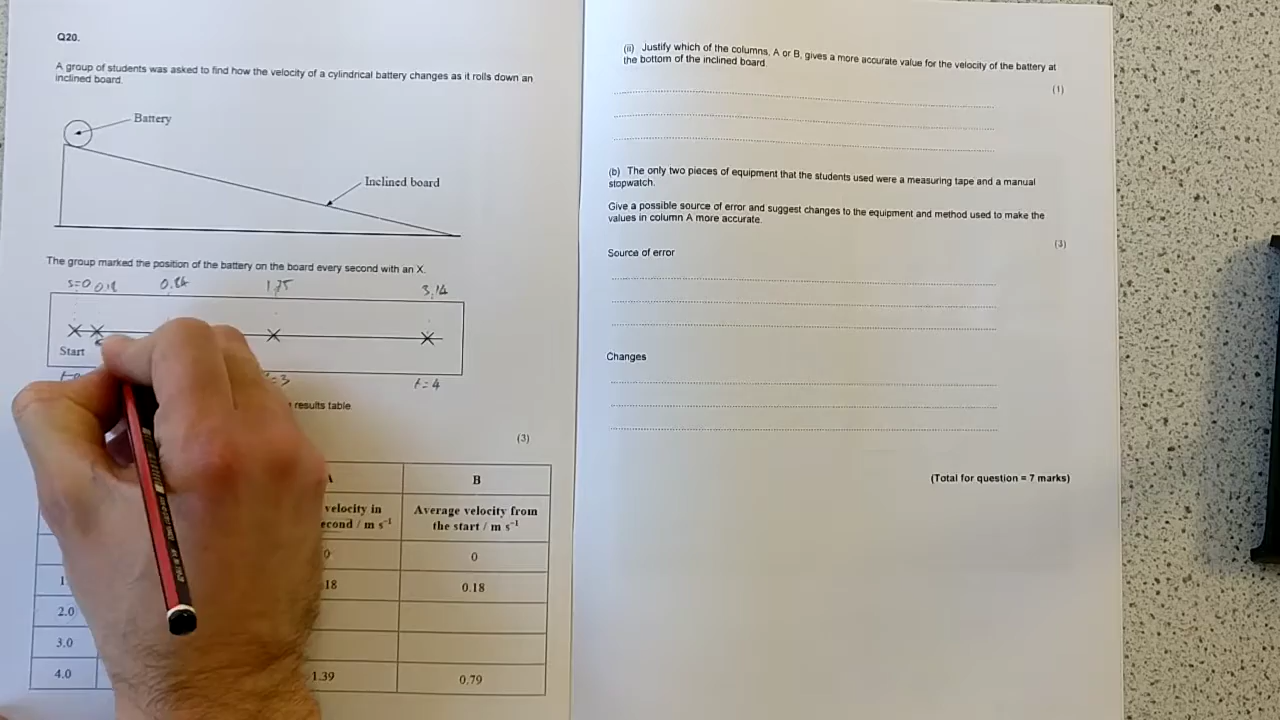 Q20.
A group of students was asked to find how the velocity of a cylindrical battery changes as it rolls down an
inclined board.
Battery
Inclined board
The group marked the position of the battery on the board every second with an X.
s=0 0.18 1.75 3.14
Start
t=4
results table.
(3)
B
velocity in
/ m s⁻¹
Average velocity from
the start / m s⁻¹
0 0
1 18 0.18
2.0
3.0
4.0 1.39 0.79
(ii) Justify which of the columns, A or B, gives a more accurate value for the velocity of the battery at
the bottom of the inclined board.
(1)
(b) The only two pieces of equipment that the students used were a measuring tape and a manual
stopwatch.
Give a possible source of error and suggest changes to the equipment and method used to make the
values in column A more accurate.
(3)
Source of error
Changes
(Total for question = 7 marks)